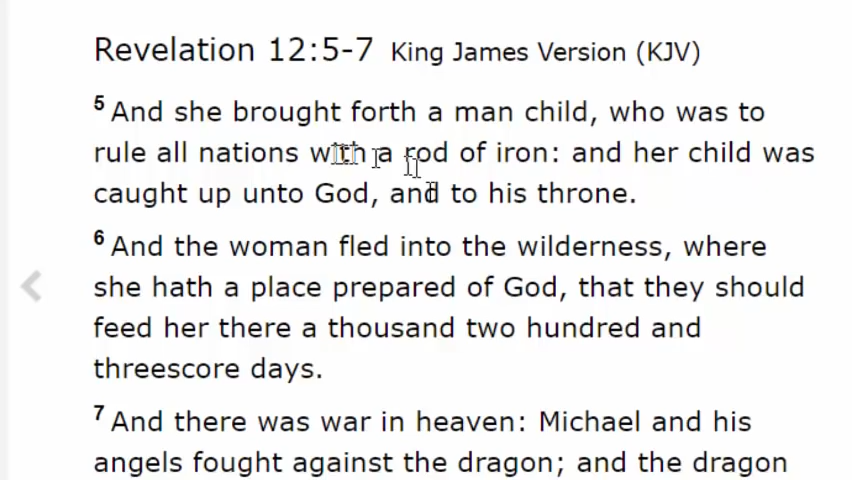 Revelation 12:5-7 King James Version (KJV)
5 And she brought forth a man child, who was to
rule all nations with a rod of iron: and her child was
caught up unto God, and to his throne.
6 And the woman fled into the wilderness, where
she hath a place prepared of God, that they should
feed her there a thousand two hundred and
threescore days.
7 And there was war in heaven: Michael and his
angels fought against the dragon; and the dragon